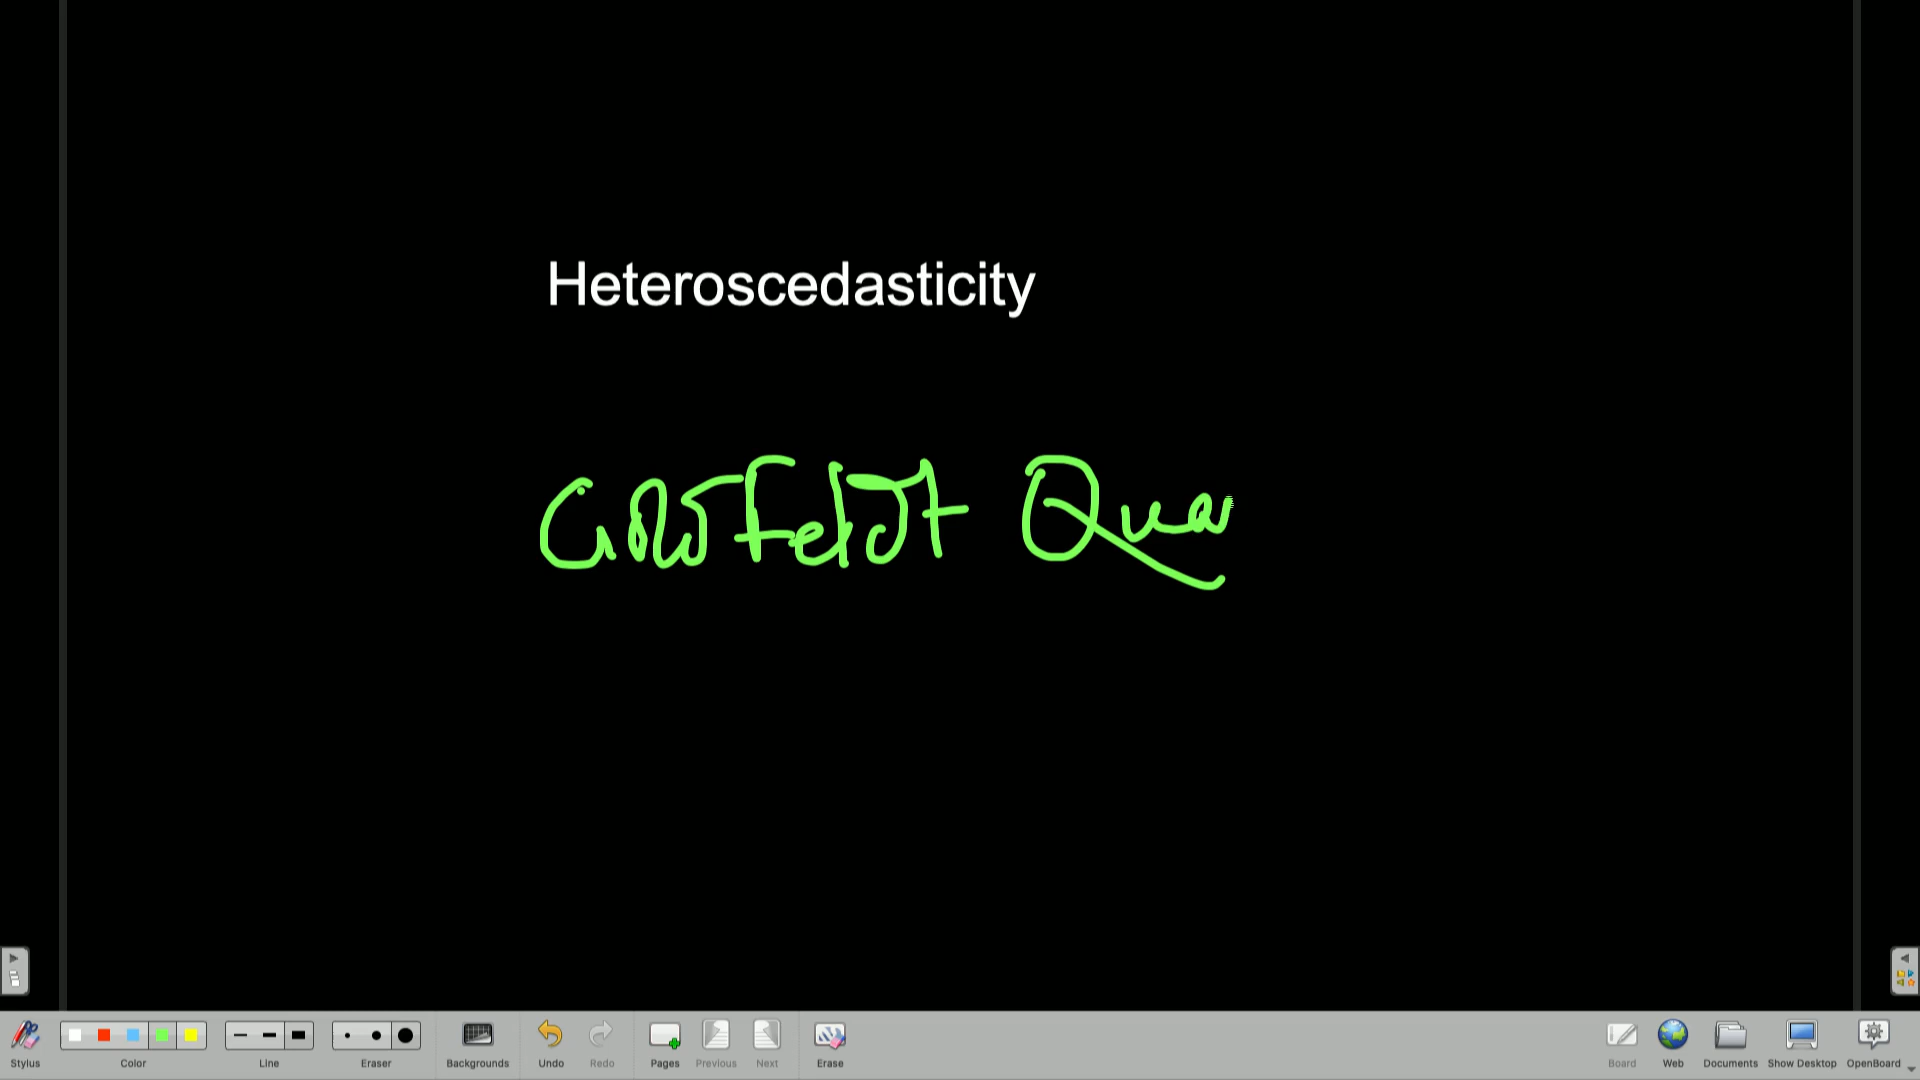 Heteroscedasticity
Goldfeldt Qua
Stylus Color Line Eraser Backgrounds Undo Redo Pages Previous Next Erase Board Web Documents Show Desktop OpenBoard